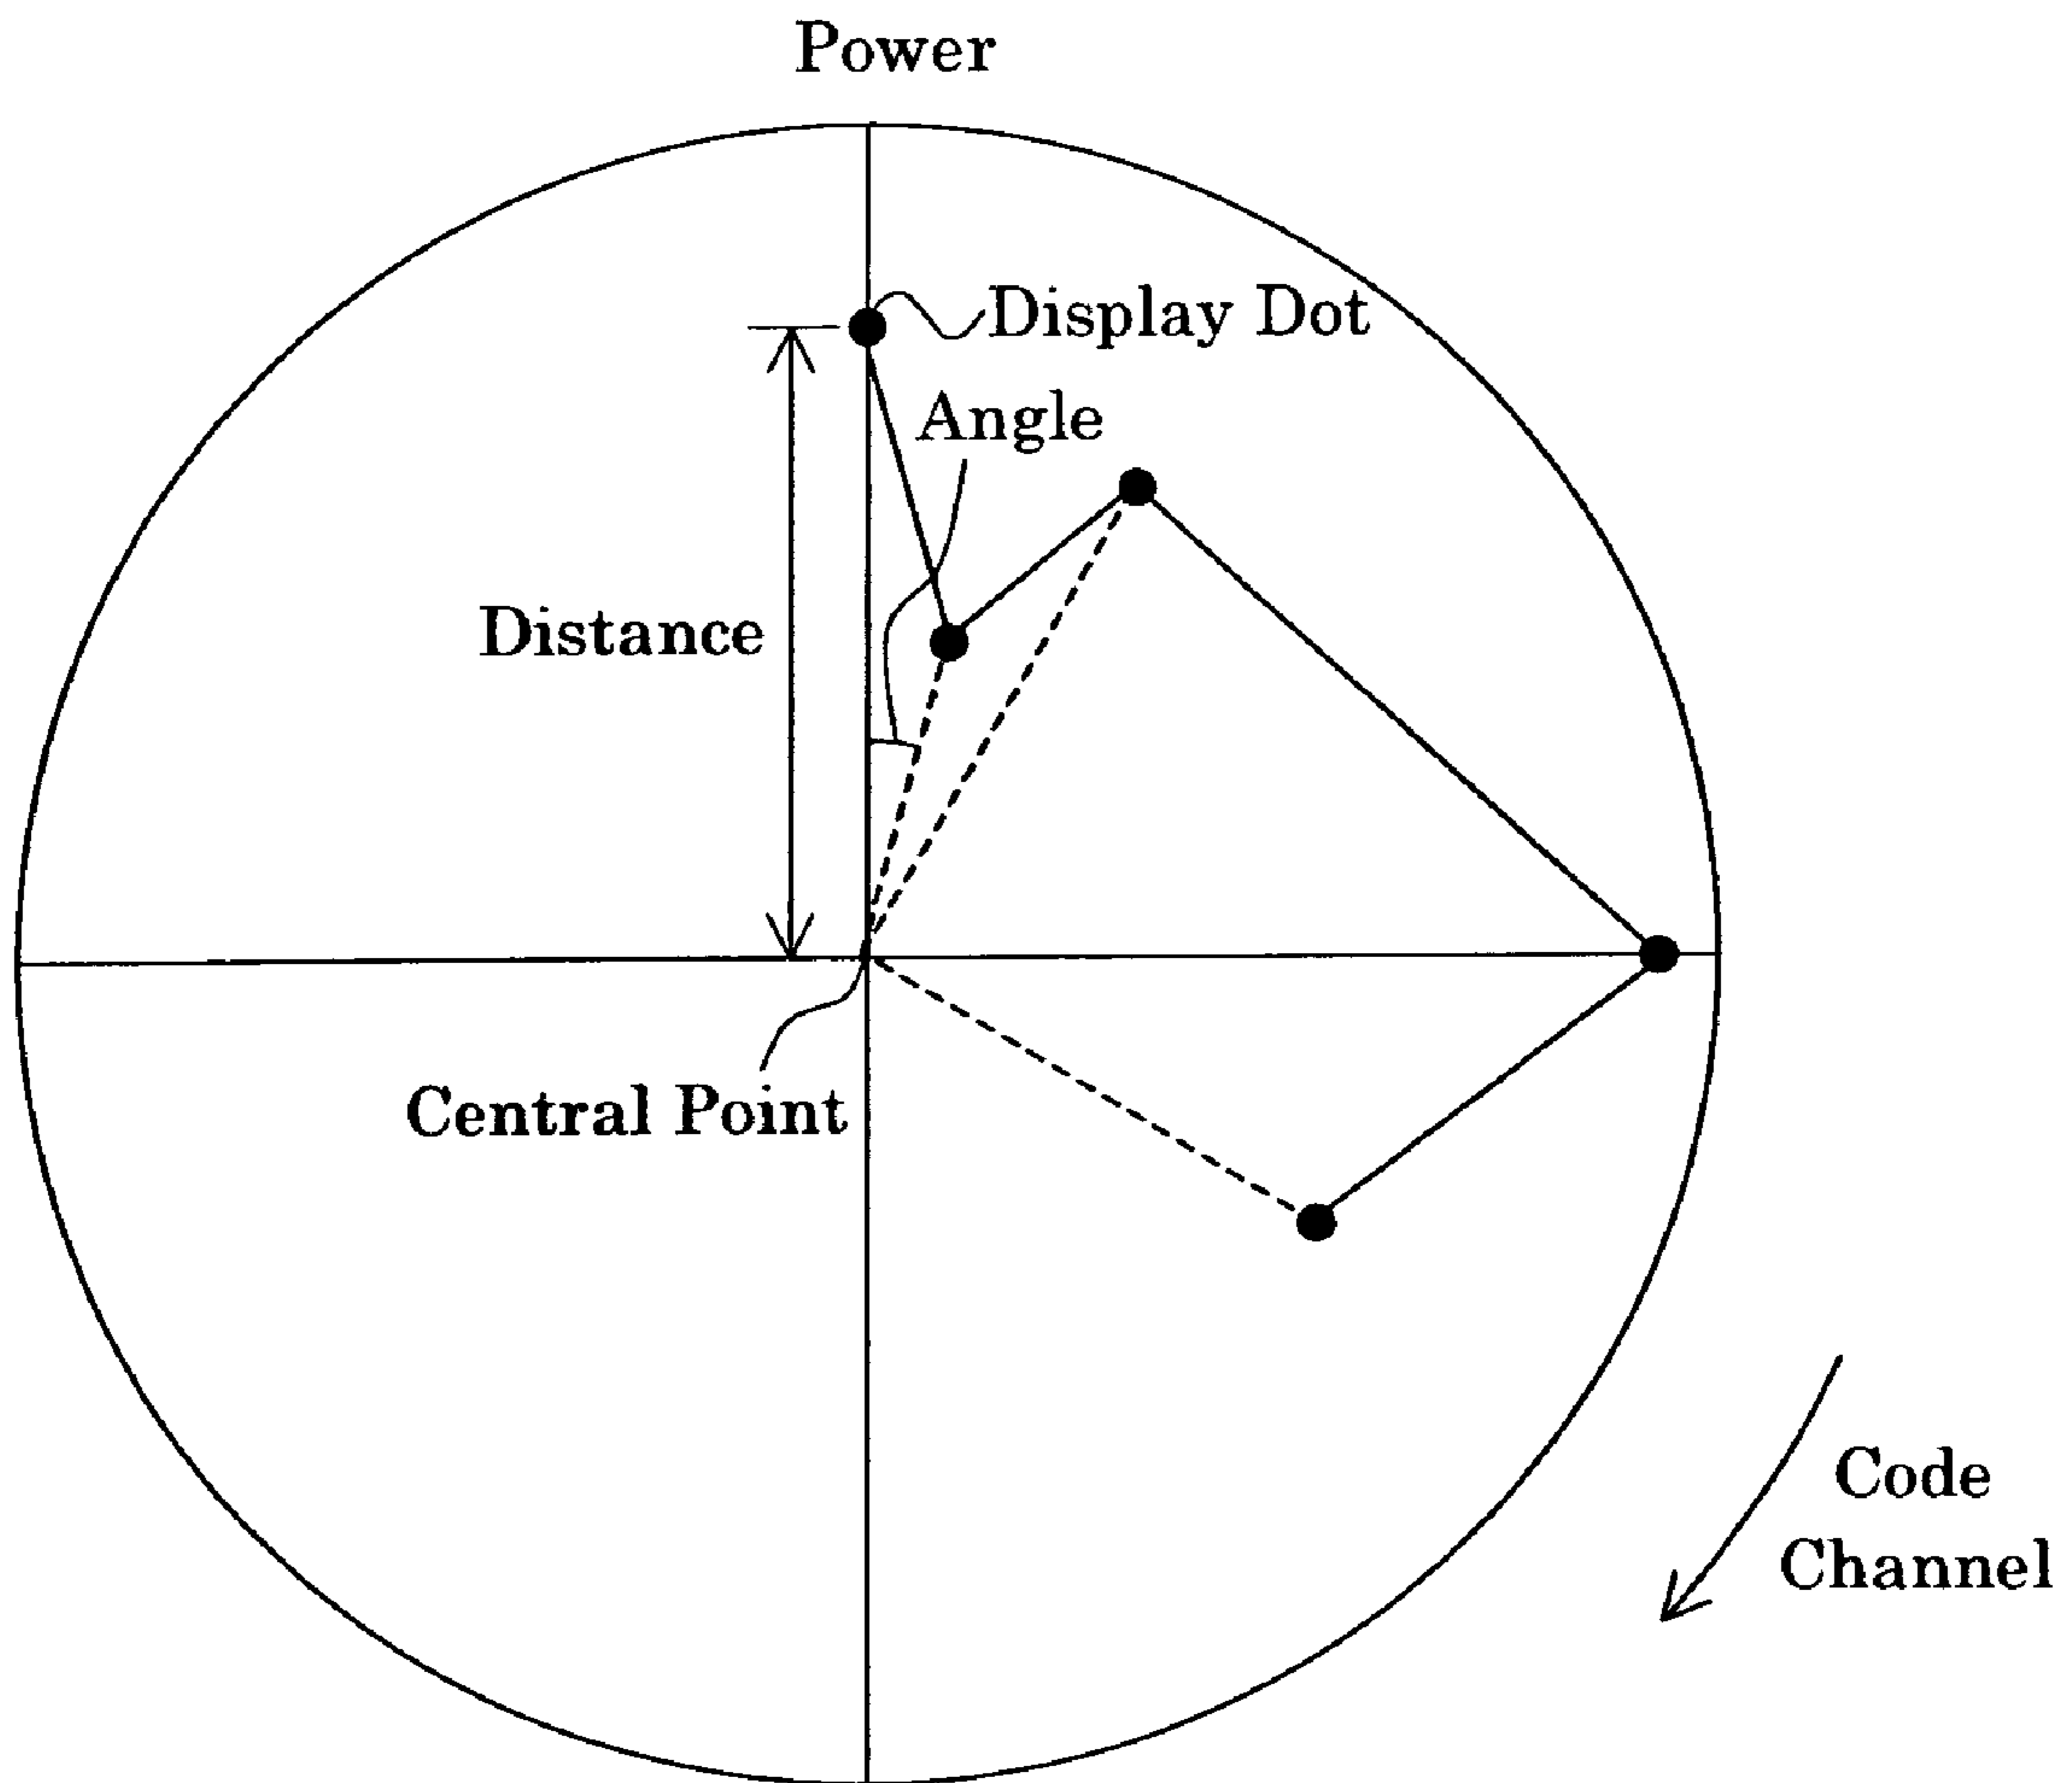 Power
Display Dot
Angle
Distance
Central Point
Code
Channel